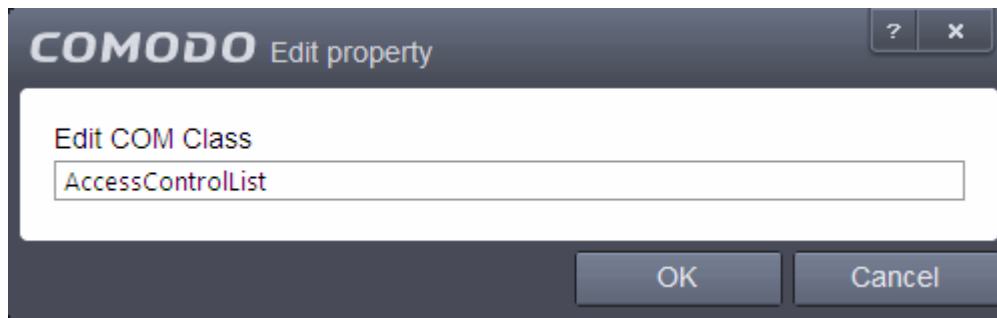 COMODO Edit property ? ×
Edit COM Class
AccessControlList
OK Cancel